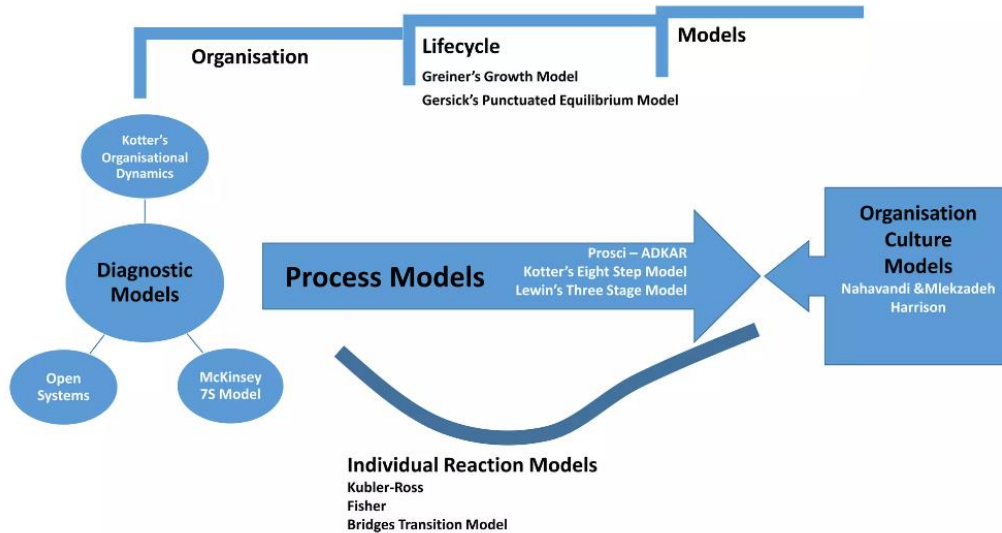 Organisation
Lifecycle
Models
Greiner's Growth Model
Gersick's Punctuated Equilibrium Model
Kotter's
Organisational
Dynamics
Diagnostic
Models
Open
Systems
McKinsey
7S Model
Process Models
Prosci – ADKAR
Kotter's Eight Step Model
Lewin's Three Stage Model
Organisation
Culture
Models
Nahavandi &Mlekzadeh
Harrison
Individual Reaction Models
Kubler-Ross
Fisher
Bridges Transition Model